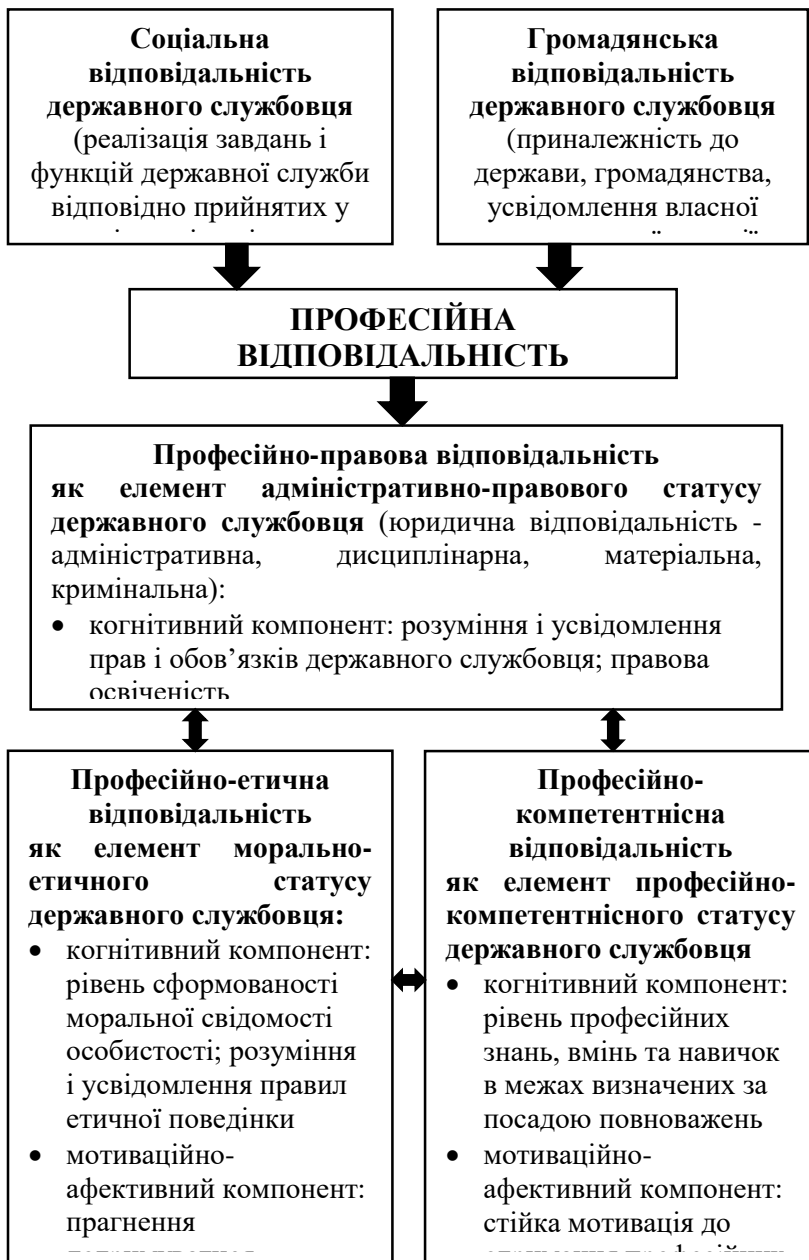 Соціальна
відповідальність
державного службовця
(реалізація завдань і
функцій державної служби
відповідно прийнятих у
Громадянська
відповідальність
державного службовця
(приналежність до
держави, громадянства,
усвідомлення власної
ПРОФЕСІЙНА
ВІДПОВІДАЛЬНІСТЬ
Професійно-правова відповідальність
як елемент адміністративно-правового статусу
державного службовця (юридична відповідальність -
адміністративна, дисциплінарна, матеріальна,
кримінальна):
• когнітивний компонент: розуміння і усвідомлення
прав і обов’язків державного службовця; правова
освіченість
Професійно-етична
відповідальність
як елемент морально-
етичного статусу
державного службовця:
• когнітивний компонент:
рівень сформованості
моральної свідомості
особистості; розуміння
і усвідомлення правил
етичної поведінки
• мотиваційно-
афективний компонент:
прагнення
Професійно-
компетентнісна
відповідальність
як елемент професійно-
компетентнісного статусу
державного службовця
• когнітивний компонент:
рівень професійних
знань, вмінь та навичок
в межах визначених за
посадою повноважень
• мотиваційно-
афективний компонент:
стійка мотивація до